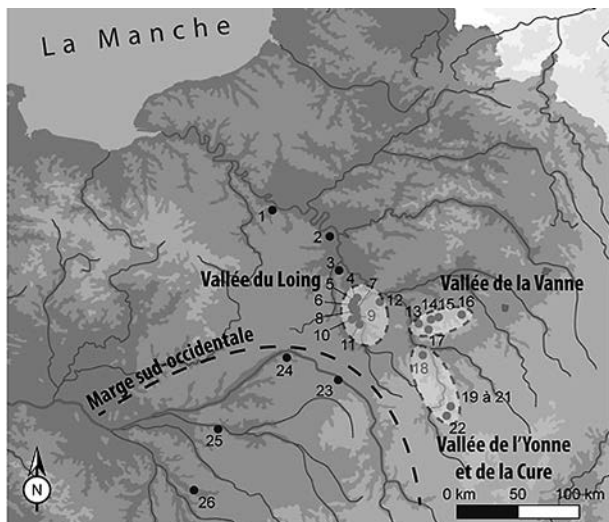 La Manche
1
2
3
Vallée du Loing
4
7
5
6
8
9
12
10
11
Vallée de la Vanne
13
14
15
16
17
Marge sud-occidentale
24
23
18
19 à 21
22
25
Vallée de l'Yonne
et de la Cure
26
N
0 km
50
100 km